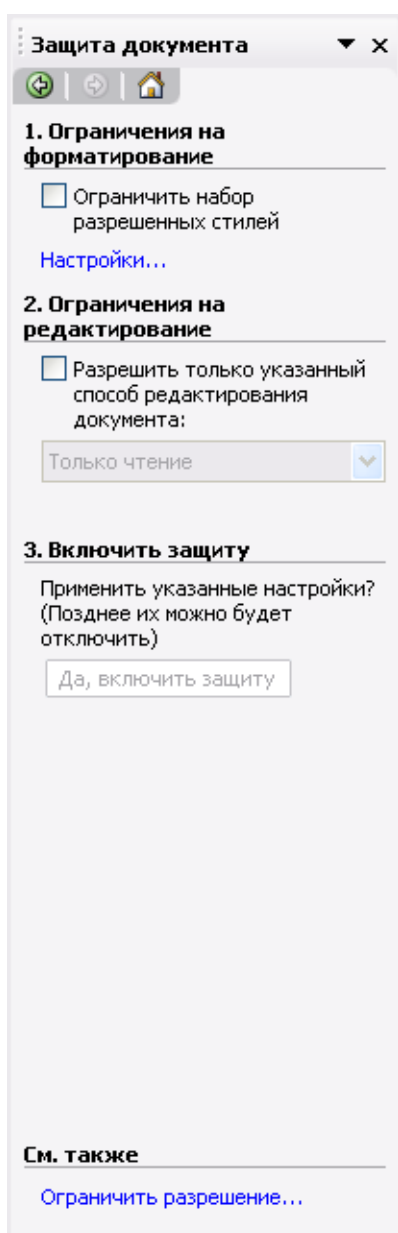 Защита документа
1. Ограничения на
форматирование
Ограничить набор
разрешенных стилей
Настройки...
2. Ограничения на
редактирование
Разрешить только указанный
способ редактирования
документа:
Только чтение
3. Включить защиту
Применить указанные настройки?
(Позднее их можно будет
отключить)
Да, включить защиту
См. также
Ограничить разрешение...